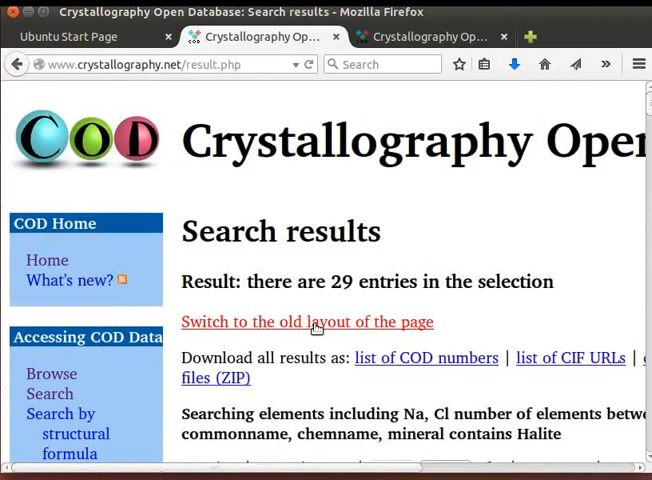 Crystallography Open Database: Search results - Mozilla Firefox
Ubuntu Start Page
Crystallography Op...
Crystallography Op...
www.crystallography.net/result.php
Search
COD
Crystallography Open
COD Home
Home
What's new?
Accessing COD Data
Browse
Search
Search by
structural
formula
Search results
Result: there are 29 entries in the selection
Switch to the old layout of the page
Download all results as: list of COD numbers | list of CIF URLs |
files (ZIP)
Searching elements including Na, Cl number of elements betw
commonname, chemname, mineral contains Halite